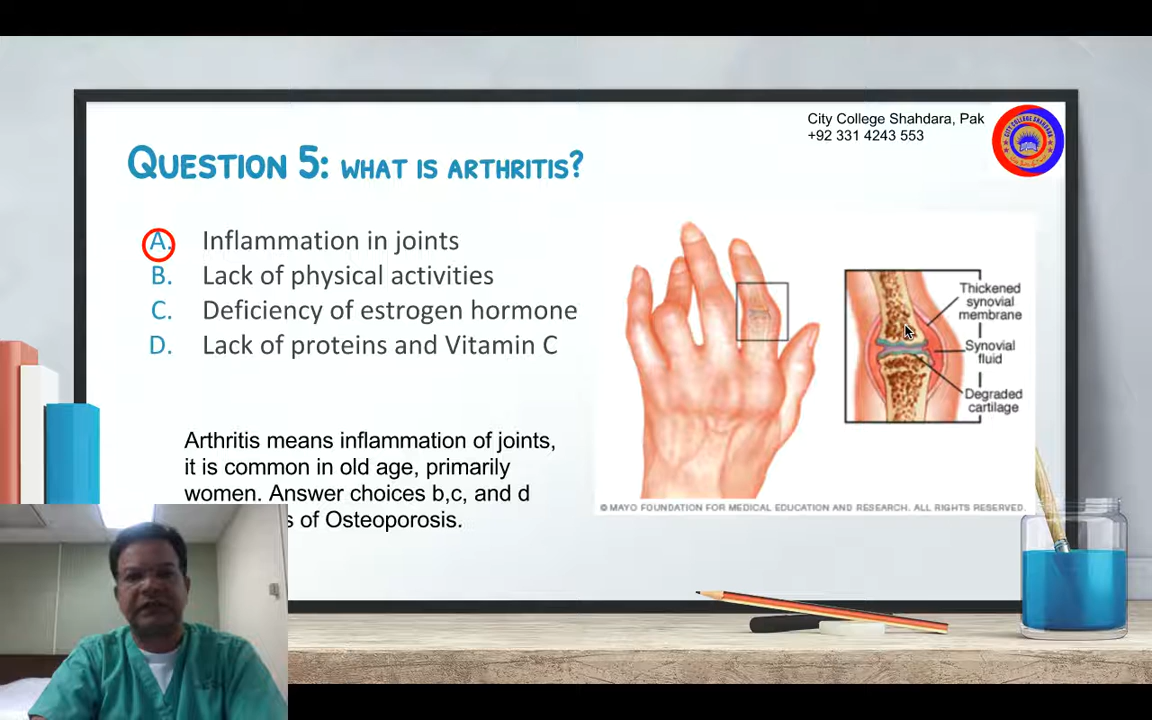 City College Shahdara, Pak
+92 331 4243 553
CITY COLLEGE SHAHDARA
QUESTION 5: WHAT IS ARTHRITIS?
A. Inflammation in joints
B. Lack of physical activities
C. Deficiency of estrogen hormone
D. Lack of proteins and Vitamin C
Arthritis means inflammation of joints,
it is common in old age, primarily
women. Answer choices b,c, and d
s of Osteoporosis.
Thickened
synovial
membrane
Synovial
fluid
Degraded
cartilage
© MAYO FOUNDATION FOR MEDICAL EDUCATION AND RESEARCH. ALL RIGHTS RESERVED.